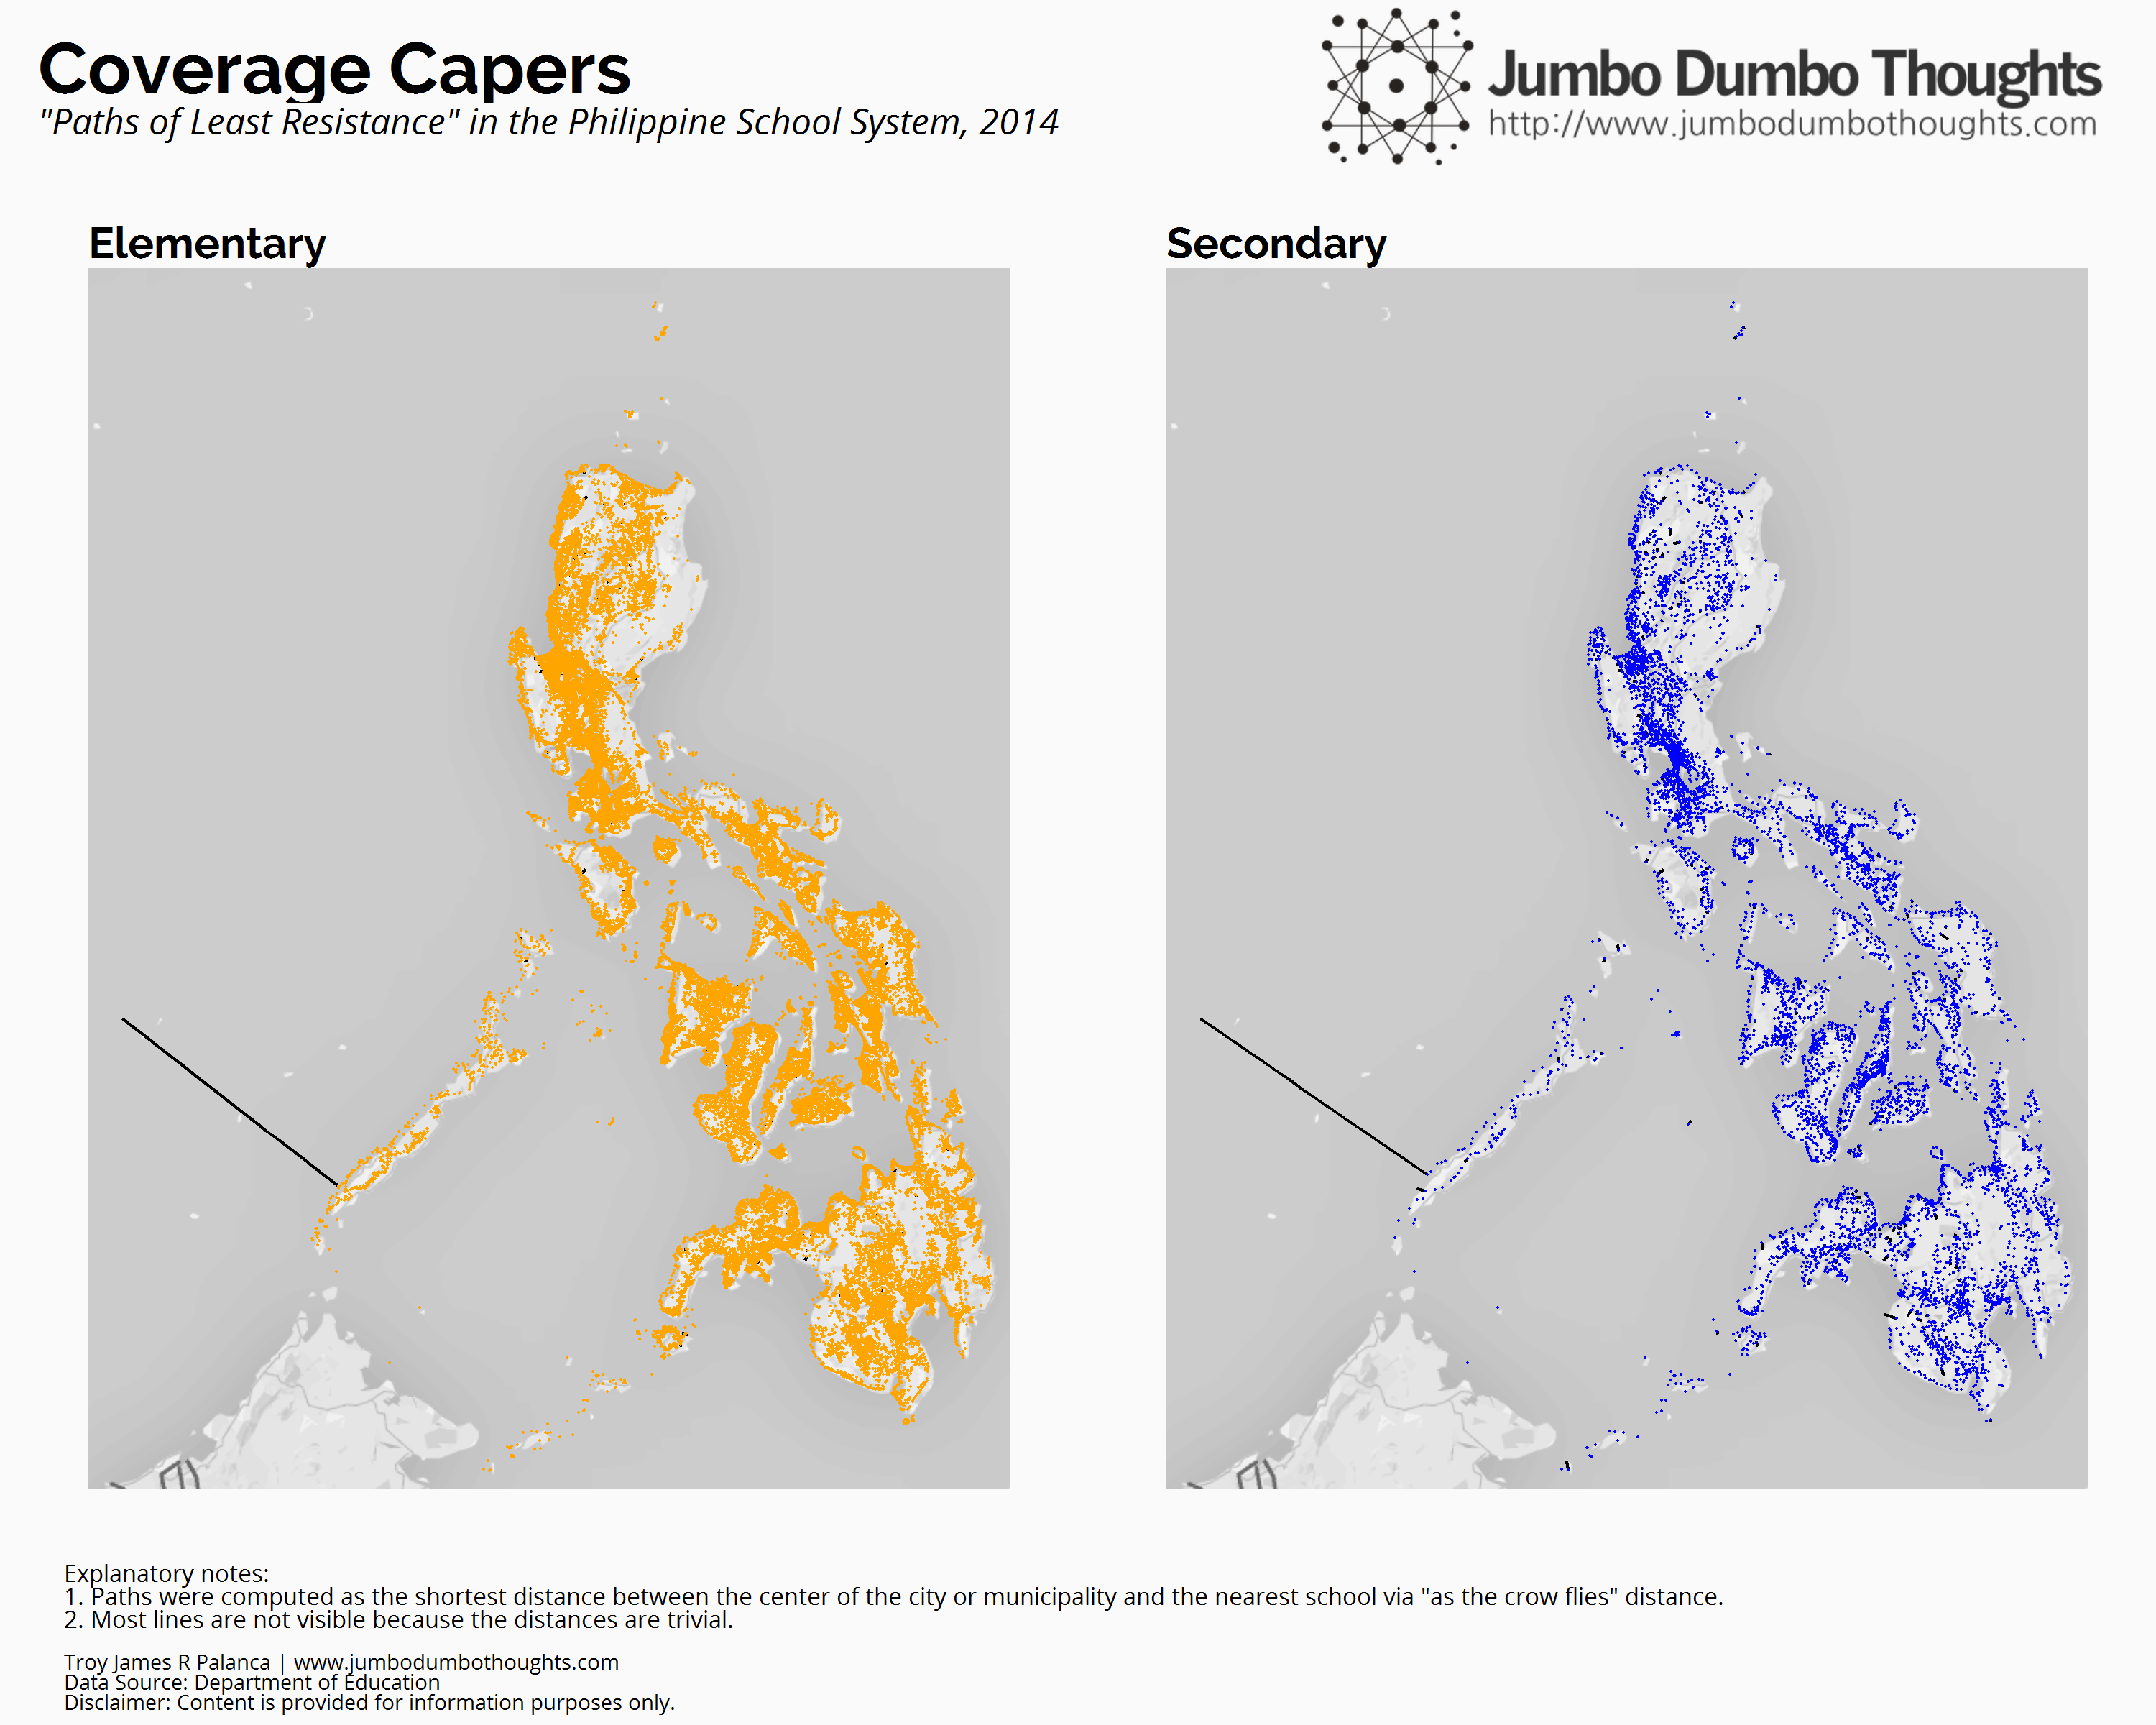 Coverage Capers
"Paths of Least Resistance" in the Philippine School System, 2014
Jumbo Dumbo Thoughts
http://www.jumbodumbothoughts.com
Elementary
Secondary
Explanatory notes:
1. Paths were computed as the shortest distance between the center of the city or municipality and the nearest school via "as the crow flies" distance.
2. Most lines are not visible because the distances are trivial.
Troy James R Palanca | www.jumbodumbothoughts.com
Data Source: Department of Education
Disclaimer: Content is provided for information purposes only.